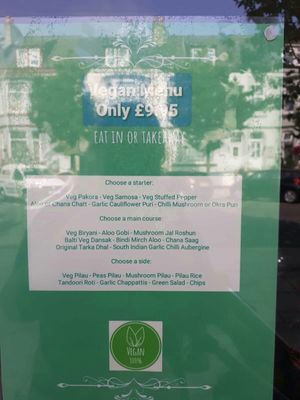 Vegan Menu
Only £9.95
EAT IN OR TAKEAWAY
Choose a starter:
Veg Pakora - Veg Samosa - Veg Stuffed Pepper
Aloo or Chana Chatt - Garlic Cauliflower Puri - Chilli Mushroom or Okra Puri
Choose a main course:
Veg Biryani - Aloo Gobi - Mushroom Jal Roshun
Balti Veg Dansak - Bindi Mirch Aloo - Chana Saag
Original Tarka Dhal - South Indian Garlic Chilli Aubergine
Choose a side:
Veg Pilau - Peas Pilau - Mushroom Pilau - Pilau Rice
Tandoori Roti - Garlic Chappattis - Green Salad - Chips
VEGAN
100%